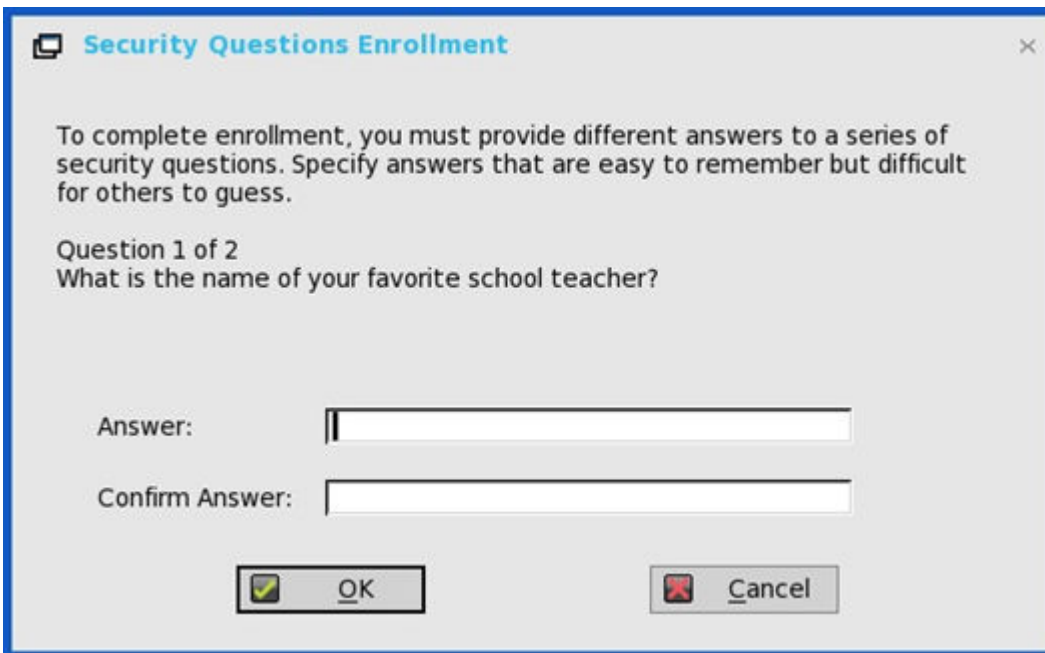 Security Questions Enrollment
To complete enrollment, you must provide different answers to a series of
security questions. Specify answers that are easy to remember but difficult
for others to guess.
Question 1 of 2
What is the name of your favorite school teacher?
Answer:
Confirm Answer:
OK
Cancel